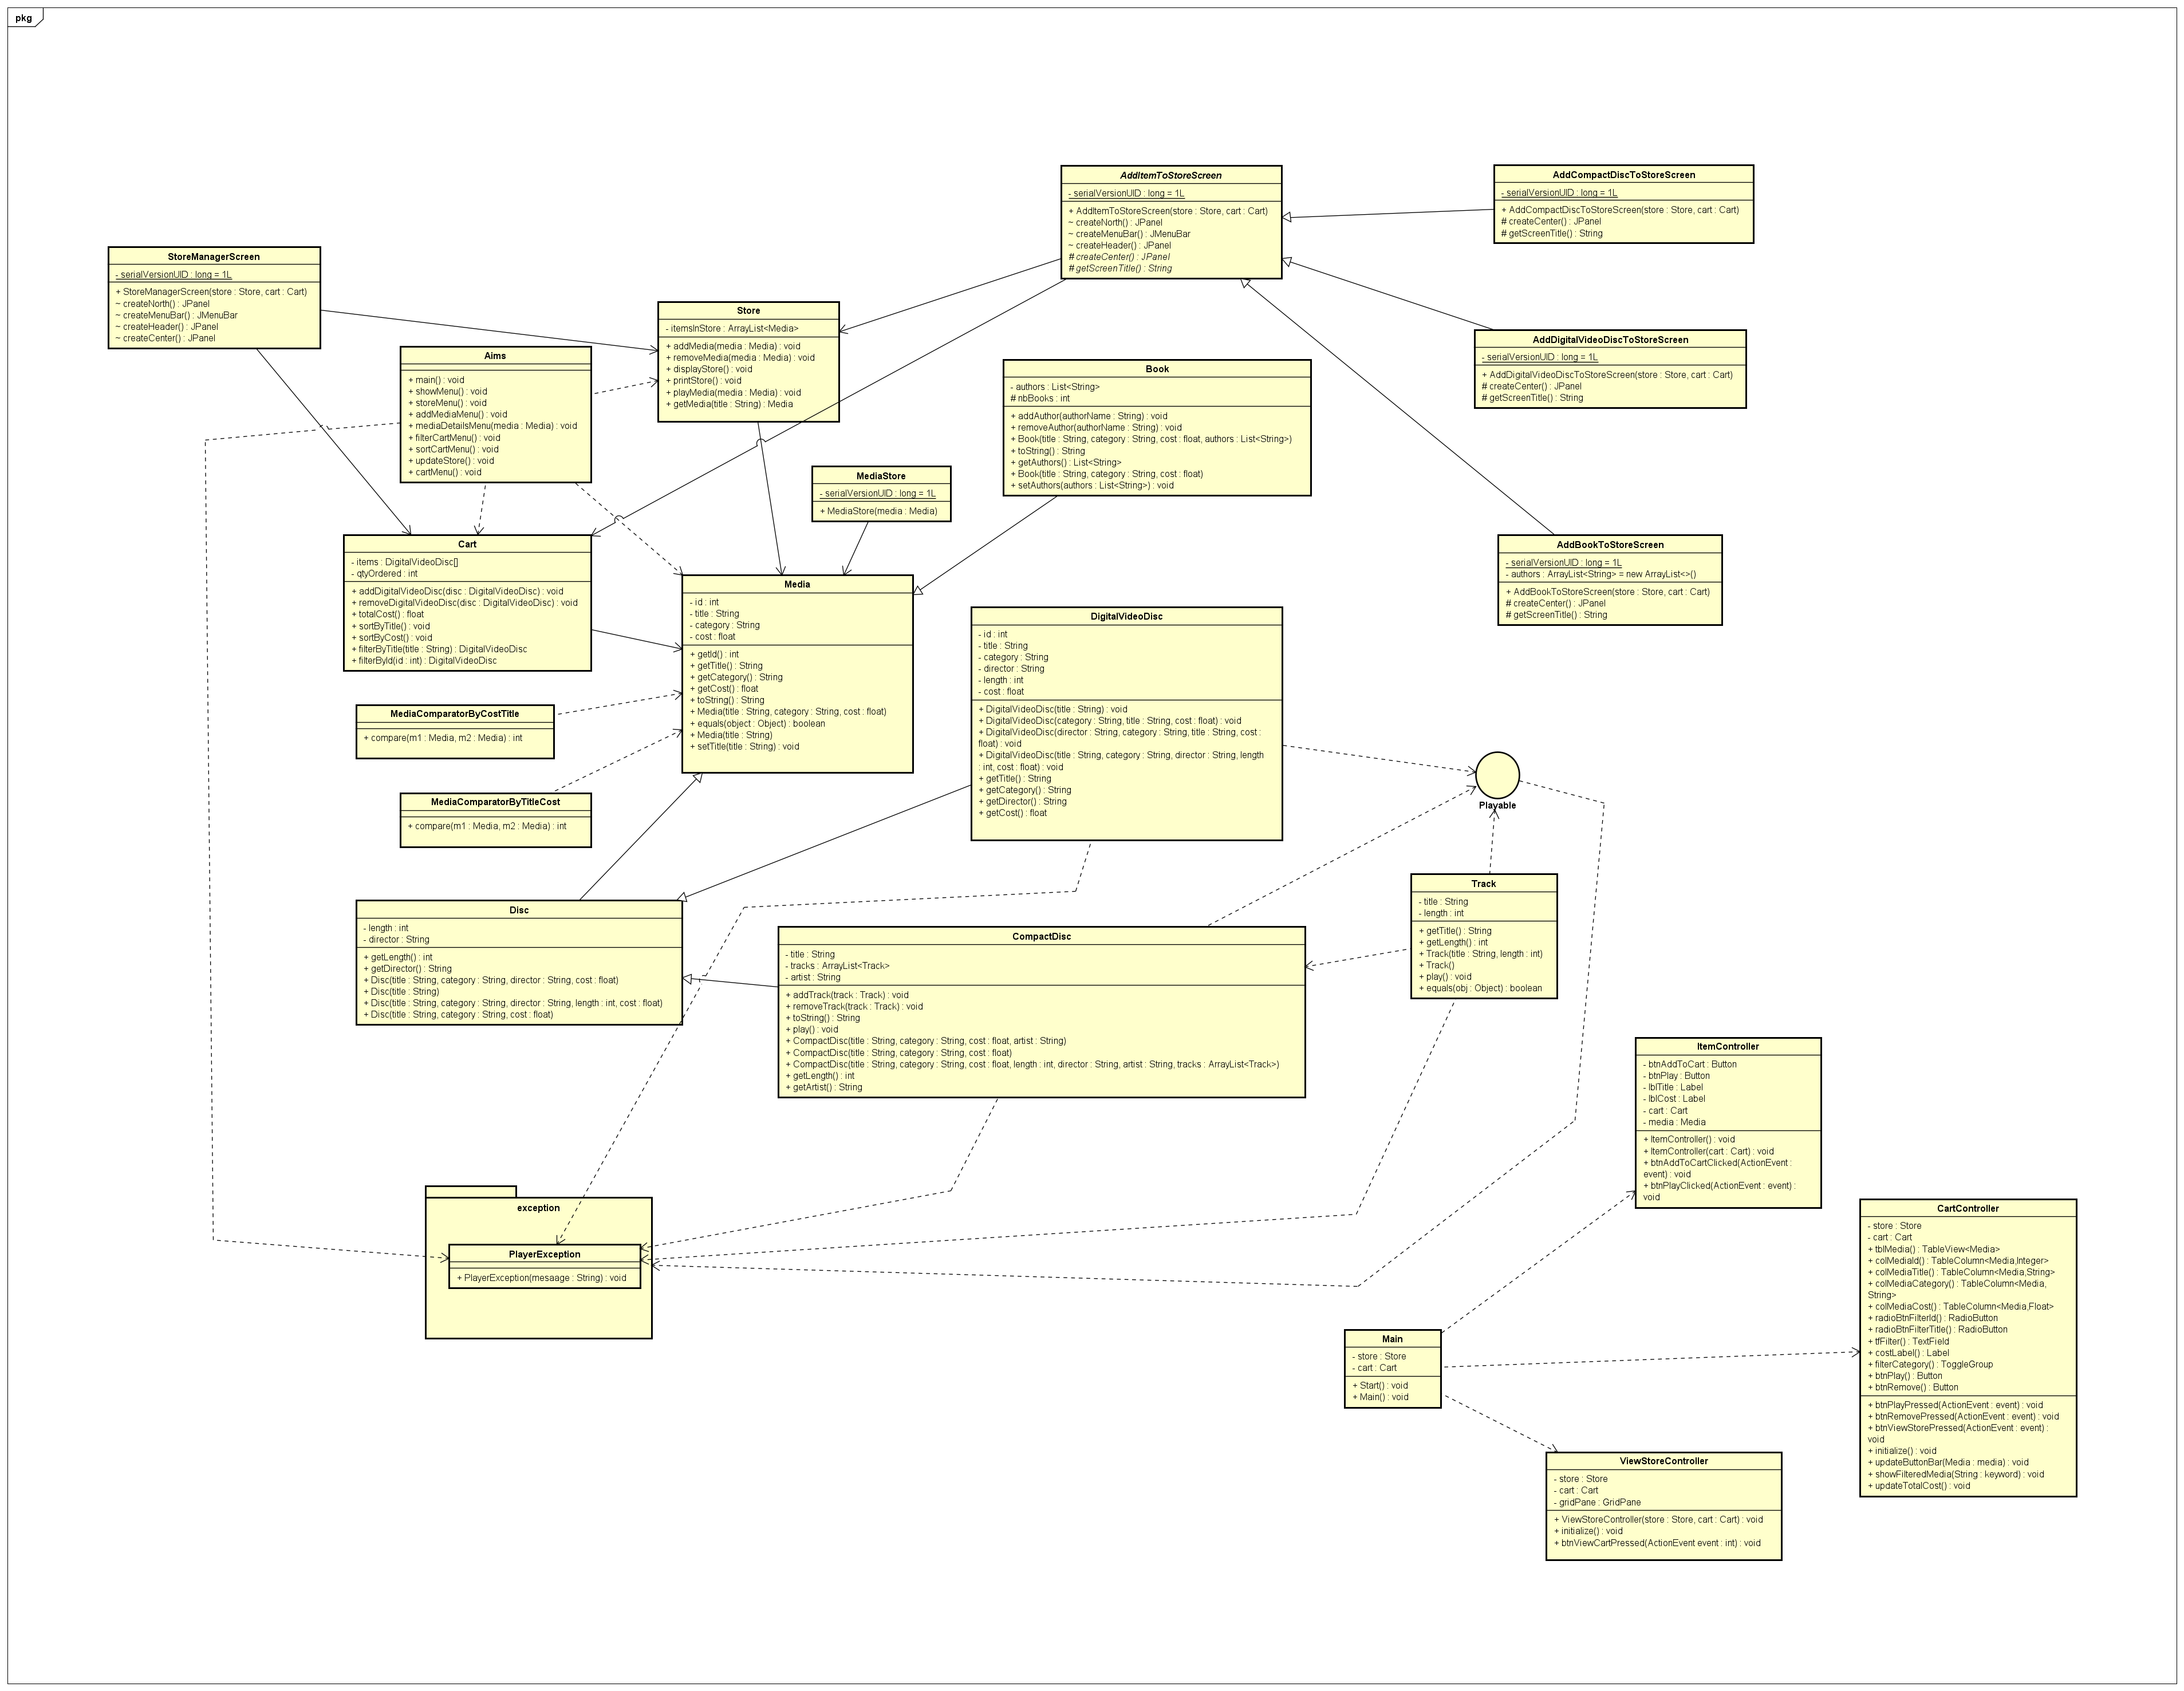 pkg
AddItemToStoreScreen
- serialVersionUID : long = 1L
+ AddItemToStoreScreen(store : Store, cart : Cart)
~ createNorth() : JPanel
~ createMenuBar() : JMenuBar
~ createHeader() : JPanel
# createCenter() : JPanel
# getScreenTitle() : String
AddCompactDiscToStoreScreen
- serialVersionUID : long = 1L
+ AddCompactDiscToStoreScreen(store : Store, cart : Cart)
# createCenter() : JPanel
# getScreenTitle() : String
StoreManagerScreen
- serialVersionUID : long = 1L
+ StoreManagerScreen(store : Store, cart : Cart)
~ createNorth() : JPanel
~ createMenuBar() : JMenuBar
~ createHeader() : JPanel
~ createCenter() : JPanel
Store
- itemsInStore : ArrayList<Media>
+ addMedia(media : Media) : void
+ removeMedia(media : Media) : void
+ displayStore() : void
+ printStore() : void
+ playMedia(media : Media) : void
+ getMedia(title : String) : Media
AddDigitalVideoDiscToStoreScreen
- serialVersionUID : long = 1L
+ AddDigitalVideoDiscToStoreScreen(store : Store, cart : Cart)
# createCenter() : JPanel
# getScreenTitle() : String
Aims
+ main() : void
+ showMenu() : void
+ storeMenu() : void
+ addMediaMenu() : void
+ mediaDetailsMenu(media : Media) : void
+ filterCartMenu() : void
+ sortCartMenu() : void
+ updateStore() : void
+ cartMenu() : void
Book
- authors : List<String>
# nbBooks : int
+ addAuthor(authorName : String) : void
+ removeAuthor(authorName : String) : void
+ Book(title : String, category : String, cost : float, authors : List<String>)
+ toString() : String
+ getAuthors() : List<String>
+ Book(title : String, category : String, cost : float)
+ setAuthors(authors : List<String>) : void
MediaStore
- serialVersionUID : long = 1L
+ MediaStore(media : Media)
Cart
- items : DigitalVideoDisc[]
- qtyOrdered : int
+ addDigitalVideoDisc(disc : DigitalVideoDisc) : void
+ removeDigitalVideoDisc(disc : DigitalVideoDisc) : void
+ totalCost() : float
+ sortByTitle() : void
+ sortByCost() : void
+ filterByTitle(title : String) : DigitalVideoDisc
+ filterById(id : int) : DigitalVideoDisc
AddBookToStoreScreen
- serialVersionUID : long = 1L
- authors : ArrayList<String> = new ArrayList<>()
+ AddBookToStoreScreen(store : Store, cart : Cart)
# createCenter() : JPanel
# getScreenTitle() : String
Media
- id : int
- title : String
- category : String
- cost : float
+ getId() : int
+ getTitle() : String
+ getCategory() : String
+ getCost() : float
+ toString() : String
+ Media(title : String, category : String, cost : float)
+ equals(object : Object) : boolean
+ Media(title : String)
+ setTitle(title : String) : void
DigitalVideoDisc
- id : int
- title : String
- category : String
- director : String
- length : int
- cost : float
+ DigitalVideoDisc(title : String) : void
+ DigitalVideoDisc(category : String, title : String, cost : float) : void
+ DigitalVideoDisc(director : String, category : String, title : String, cost :
float) : void
+ DigitalVideoDisc(title : String, category : String, director : String, length
: int, cost : float) : void
+ getTitle() : String
+ getCategory() : String
+ getDirector() : String
+ getCost() : float
MediaComparatorByCostTitle
+ compare(m1 : Media, m2 : Media) : int
MediaComparatorByTitleCost
+ compare(m1 : Media, m2 : Media) : int
Playable
Track
- title : String
- length : int
+ getTitle() : String
+ getLength() : int
+ Track(title : String, length : int)
+ Track()
+ play() : void
+ equals(obj : Object) : boolean
Disc
- length : int
- director : String
+ getLength() : int
+ getDirector() : String
+ Disc(title : String, category : String, director : String, cost : float)
+ Disc(title : String)
+ Disc(title : String, category : String, director : String, length : int, cost : float)
+ Disc(title : String, category : String, cost : float)
CompactDisc
- title : String
- tracks : ArrayList<Track>
- artist : String
+ addTrack(track : Track) : void
+ removeTrack(track : Track) : void
+ toString() : String
+ play() : void
+ CompactDisc(title : String, category : String, cost : float, artist : String)
+ CompactDisc(title : String, category : String, cost : float)
+ CompactDisc(title : String, category : String, cost : float, length : int, director : String, artist : String, tracks : ArrayList<Track>)
+ getLength() : int
+ getArtist() : String
ItemController
- btnAddToCart : Button
- btnPlay : Button
- lblTitle : Label
- lblCost : Label
- cart : Cart
- media : Media
+ ItemController() : void
+ ItemController(cart : Cart) : void
+ btnAddToCartClicked(ActionEvent :
event) : void
+ btnPlayClicked(ActionEvent : event) :
void
exception
PlayerException
+ PlayerException(mesaage : String) : void
CartController
- store : Store
- cart : Cart
+ tblMedia() : TableView<Media>
+ colMediaId() : TableColumn<Media,Integer>
+ colMediaTitle() : TableColumn<Media,String>
+ colMediaCategory() : TableColumn<Media,
String>
+ colMediaCost() : TableColumn<Media,Float>
+ radioBtnFilterId() : RadioButton
+ radioBtnFilterTitle() : RadioButton
+ tfFilter() : TextField
+ costLabel() : Label
+ filterCategory() : ToggleGroup
+ btnPlay() : Button
+ btnRemove() : Button
+ btnPlayPressed(ActionEvent : event) : void
+ btnRemovePressed(ActionEvent : event) : void
+ btnViewStorePressed(ActionEvent : event) :
void
+ initialize() : void
+ updateButtonBar(Media : media) : void
+ showFilteredMedia(String : keyword) : void
+ updateTotalCost() : void
Main
- store : Store
- cart : Cart
+ Start() : void
+ Main() : void
ViewStoreController
- store : Store
- cart : Cart
- gridPane : GridPane
+ ViewStoreController(store : Store, cart : Cart) : void
+ initialize() : void
+ btnViewCartPressed(ActionEvent event : int) : void